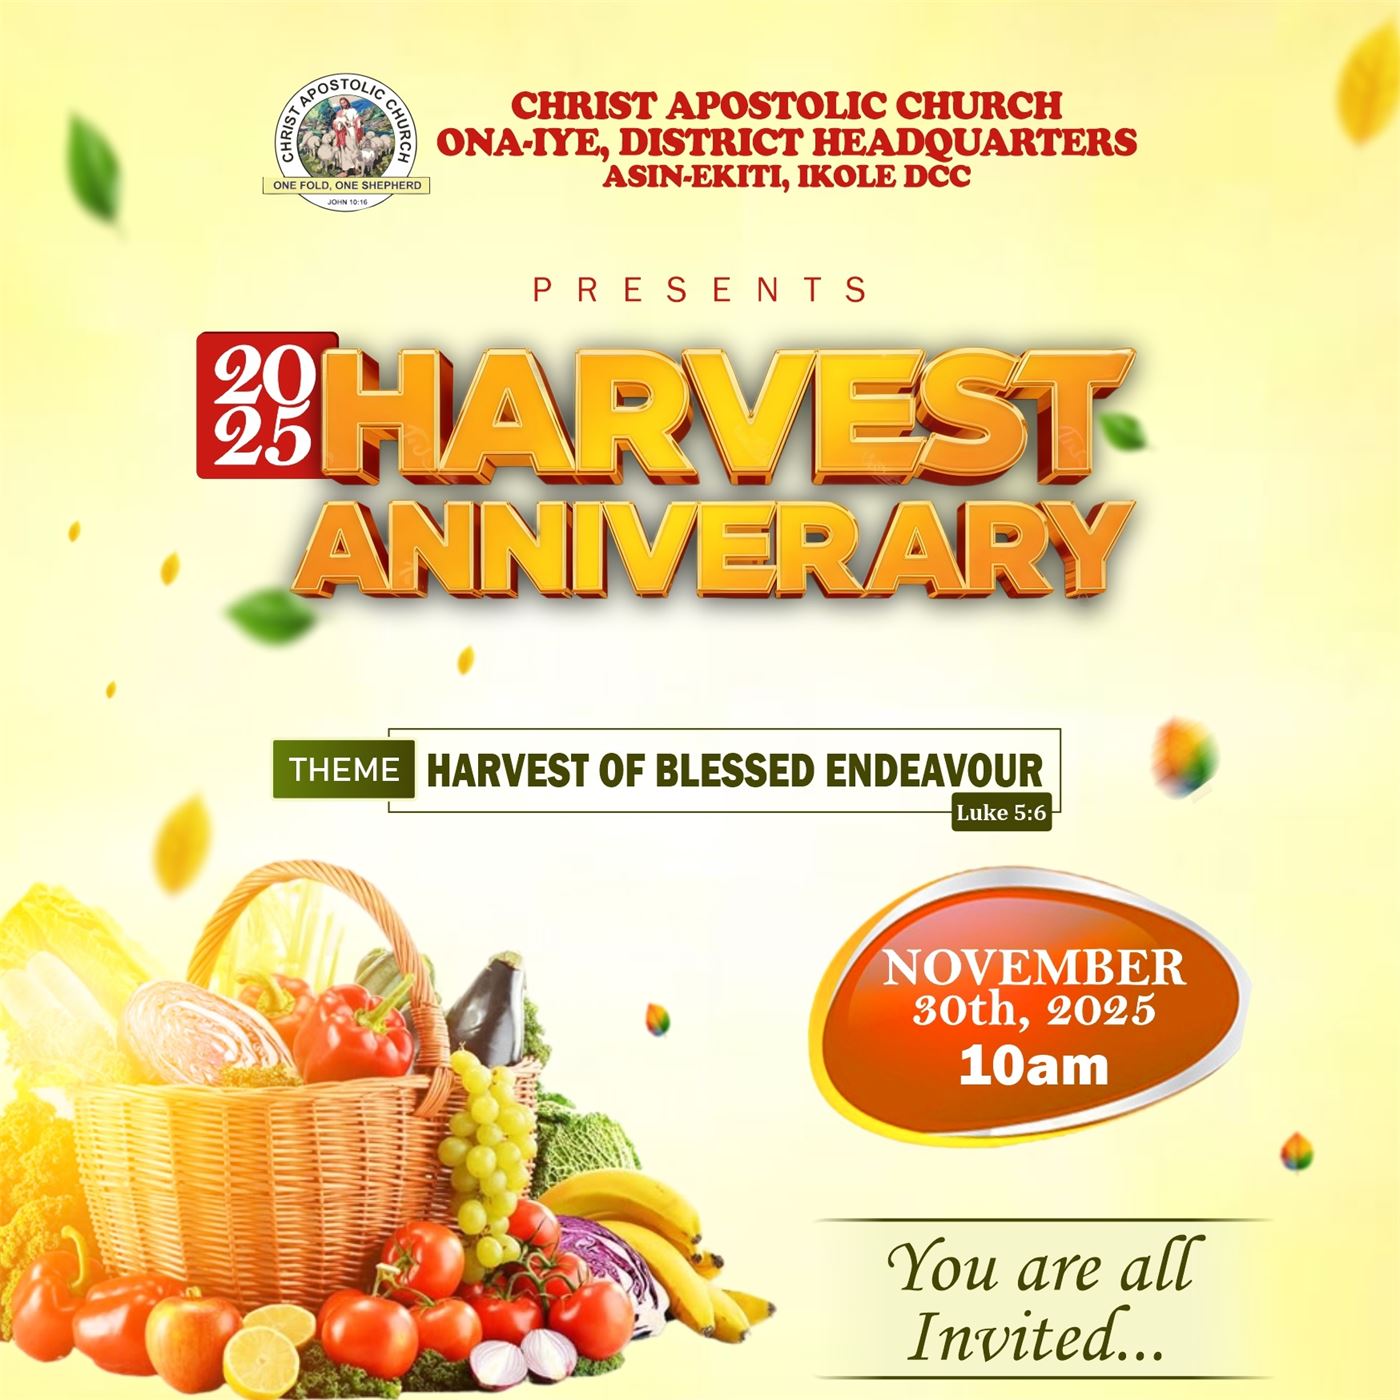 CHRIST APOSTOLIC CHURCH
ONE FOLD, ONE SHEPHERD
JOHN 10:16
CHRIST APOSTOLIC CHURCH
ONA-IYE, DISTRICT HEADQUARTERS
ASIN-EKITI, IKOLE DCC
PRESENTS
20
25
HARVEST
ANNIVERARY
THEME
HARVEST OF BLESSED ENDEAVOUR
Luke 5:6
NOVEMBER
30th, 2025
10am
You are all
Invited...